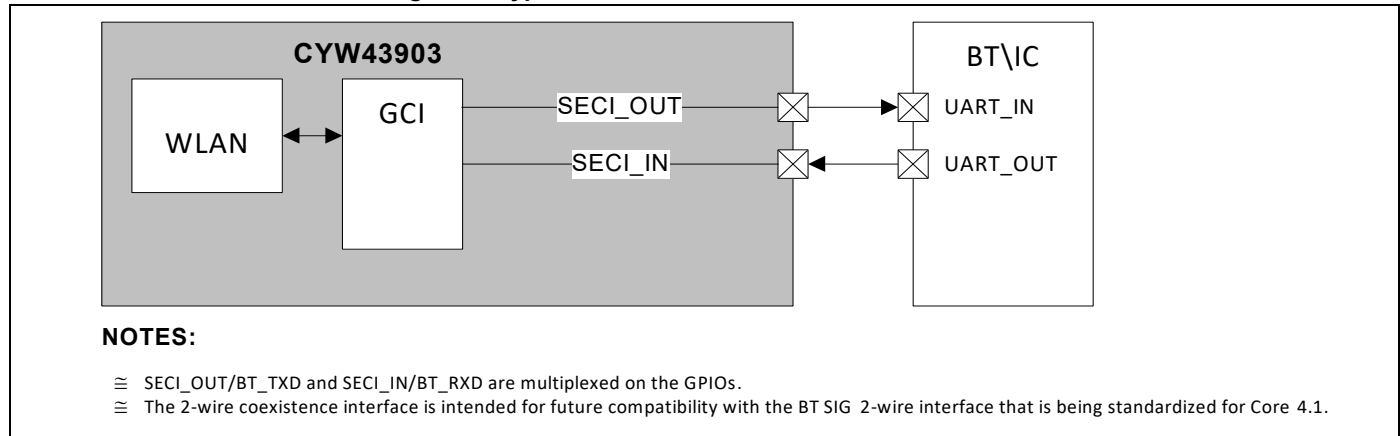 CYW43903
BT\IC
GCI
WLAN
SECI_OUT
UART_IN
SECI_IN
UART_OUT
NOTES:
≅ SECI_OUT/BT_TXD and SECI_IN/BT_RXD are multiplexed on the GPIOs.
≅ The 2-wire coexistence interface is intended for future compatibility with the BT SIG 2-wire interface that is being standardized for Core 4.1.